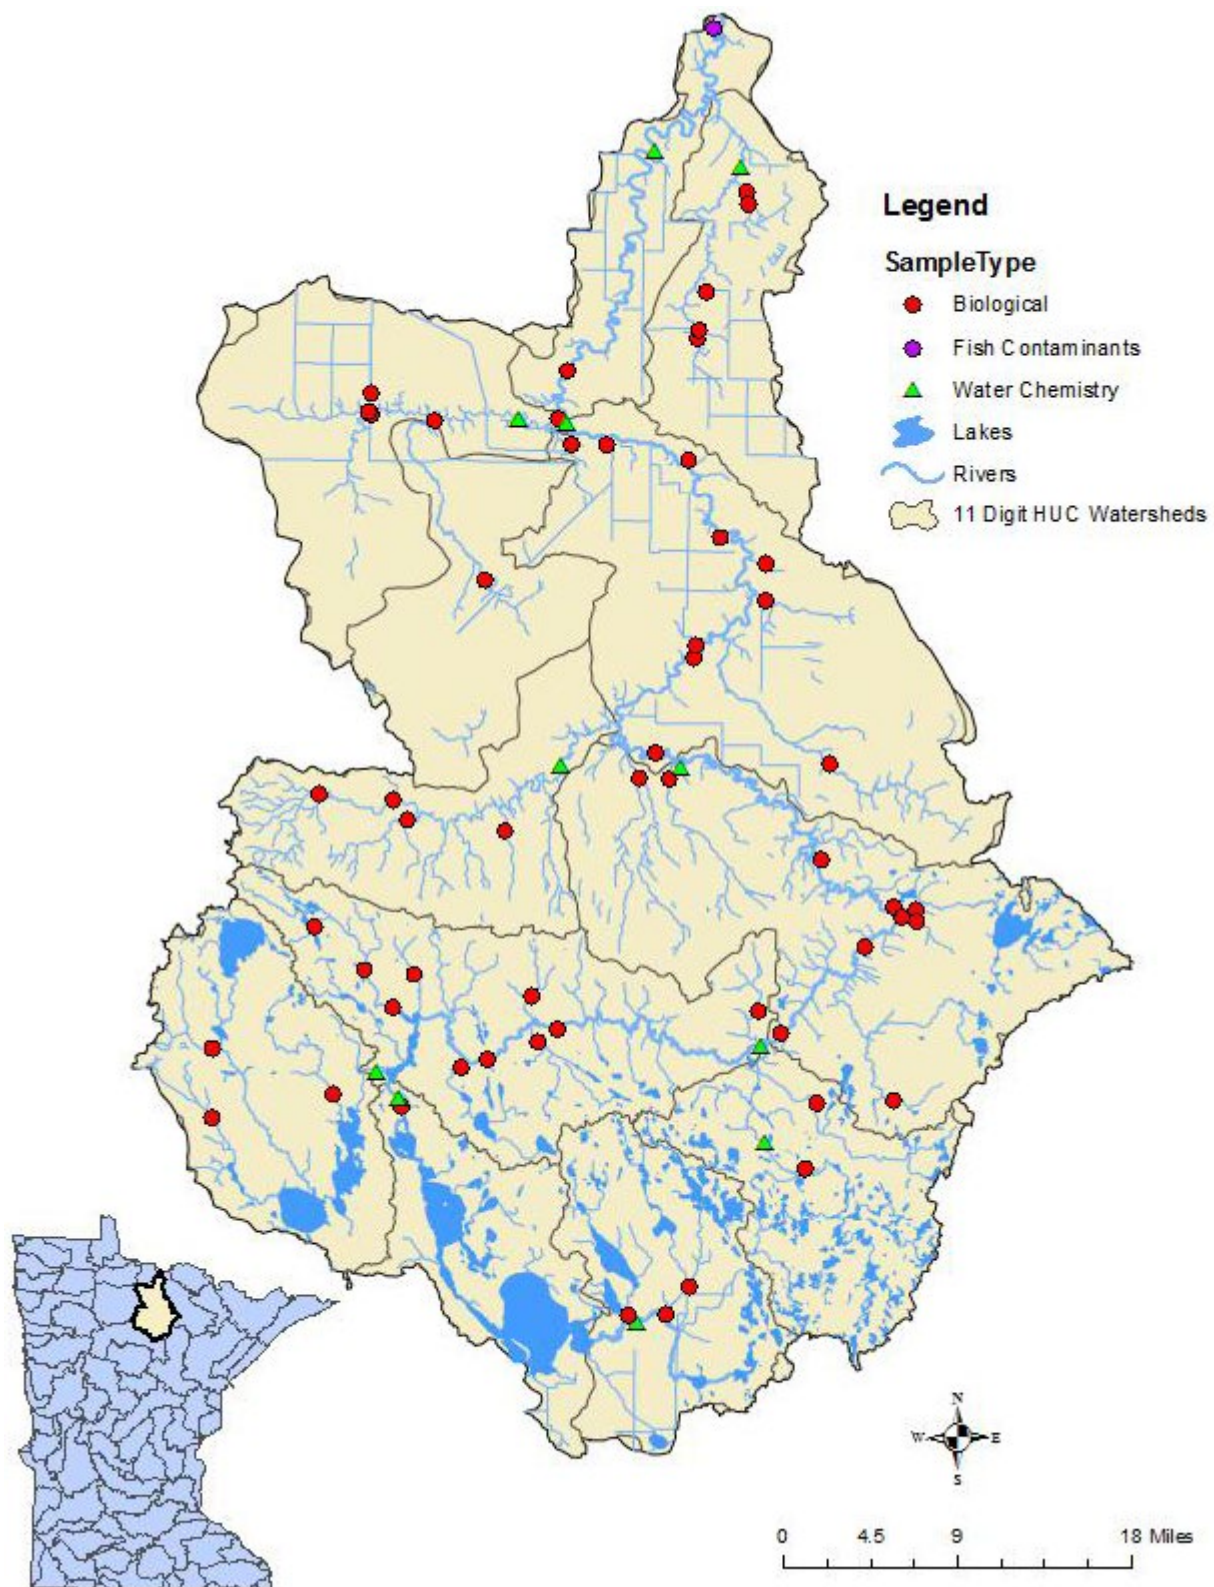 Legend
SampleType
Biological
Fish Contaminants
Water Chemistry
Lakes
Rivers
11 Digit HUC Watersheds
N
W E
S
0 4.5 9 18 Miles